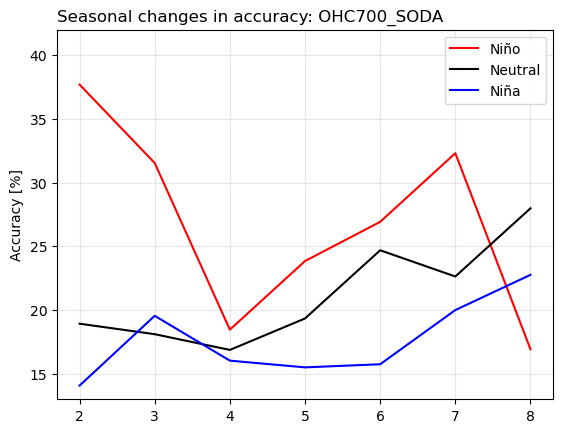 Seasonal changes in accuracy: OHC700_SODA
Niño
Neutral
Niña
Accuracy [%]
40
35
30
25
20
15
2 3 4 5 6 7 8